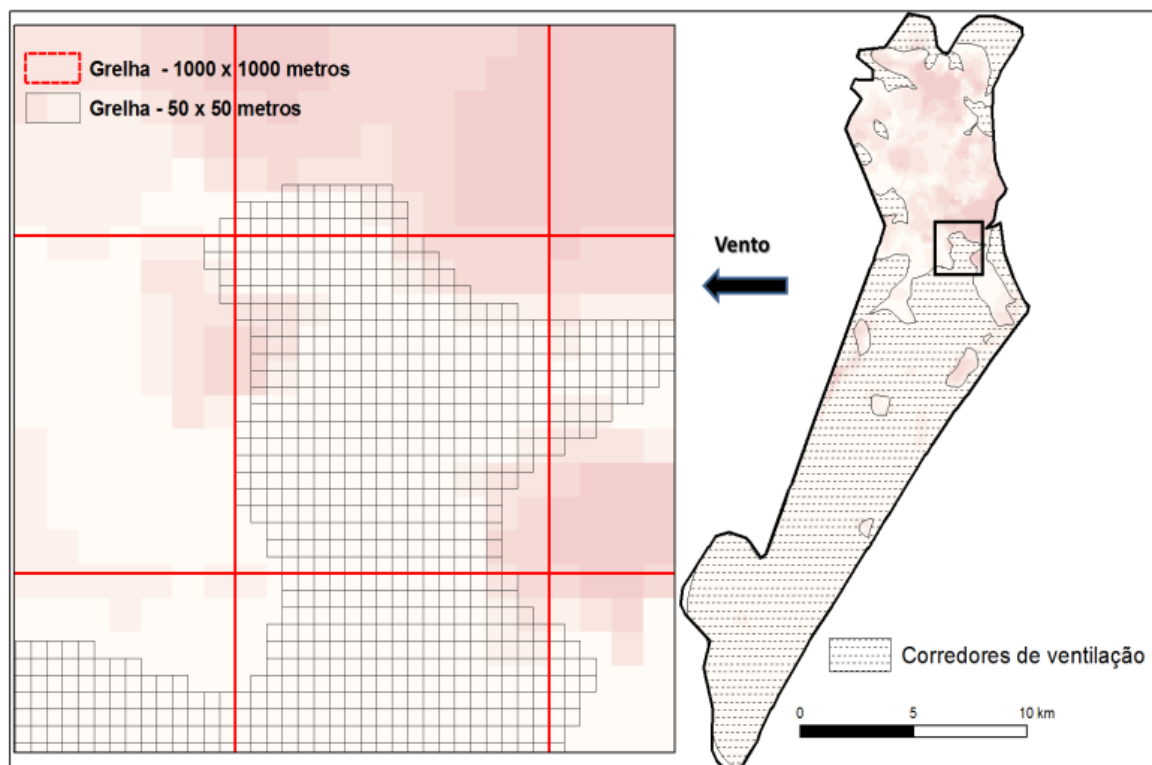 Grelha - 1000 x 1000 metros
Grelha - 50 x 50 metros
Vento
Corredores de ventilação
0 5 10 km